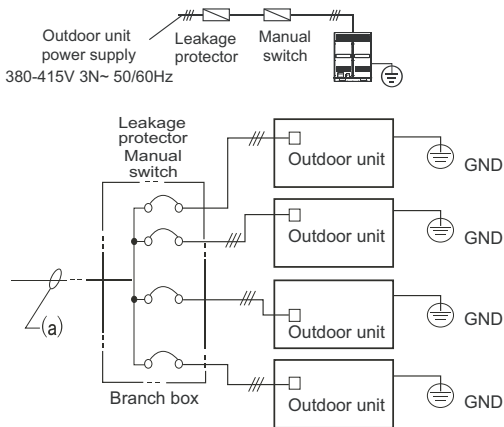 Outdoor unit
power supply
380-415V 3N~ 50/60Hz
Leakage
protector
Manual
switch
Leakage
protector
Manual
switch
Outdoor unit
GND
Outdoor unit
GND
Outdoor unit
GND
Outdoor unit
GND
(a)
Branch box